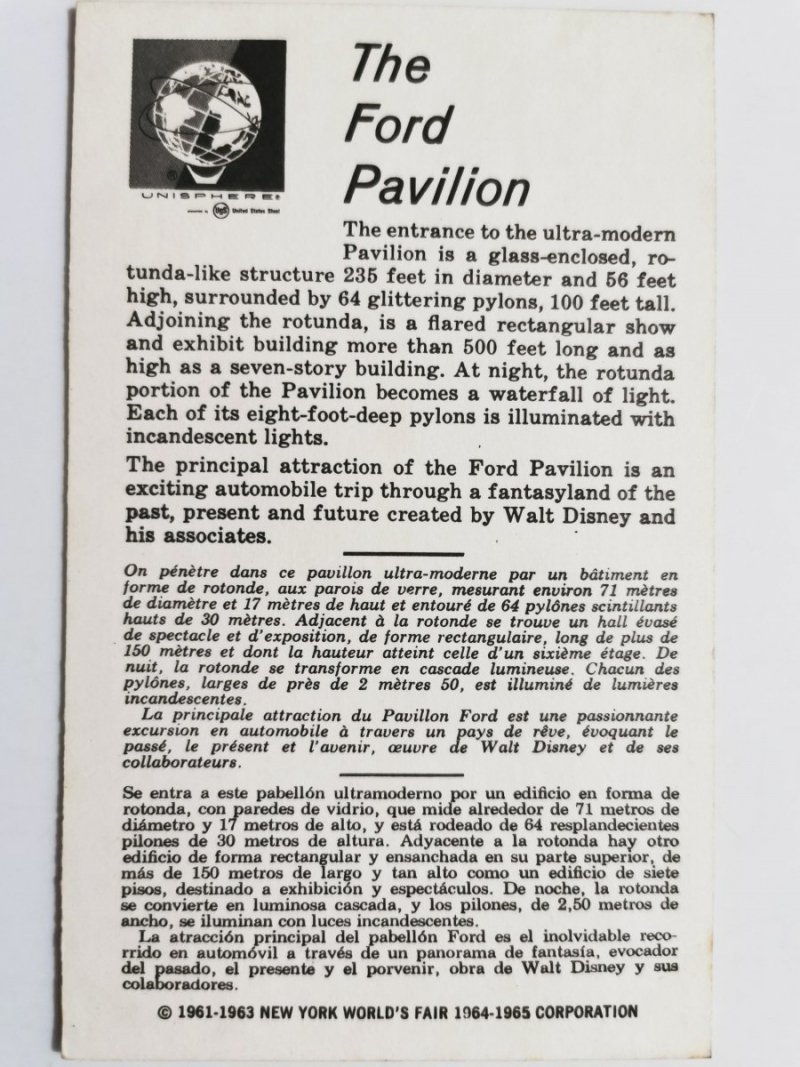 The
Ford
Pavilion
®
UNISPHERE®
USS United States Steel
The entrance to the ultra-modern
Pavilion is a glass-enclosed, ro-
tunda-like structure 235 feet in diameter and 56 feet
high, surrounded by 64 glittering pylons, 100 feet tall.
Adjoining the rotunda, is a flared rectangular show
and exhibit building more than 500 feet long and as
high as a seven-story building. At night, the rotunda
portion of the Pavilion becomes a waterfall of light.
Each of its eight-foot-deep pylons is illuminated with
incandescent lights.
The principal attraction of the Ford Pavilion is an
exciting automobile trip through a fantasyland of the
past, present and future created by Walt Disney and
his associates.
On pénètre dans ce pavillon ultra-moderne par un bâtiment en
forme de rotonde, aux parois de verre, mesurant environ 71 mètres
de diamètre et 17 mètres de haut et entouré de 64 pylônes scintillants
hauts de 30 mètres. Adjacent à la rotonde se trouve un hall évasé
de spectacle et d'exposition, de forme rectangulaire, long de plus de
150 mètres et dont la hauteur atteint celle d'un sixième étage. De
nuit, la rotonde se transforme en cascade lumineuse. Chacun des
pylônes, larges de près de 2 mètres 50, est illuminé de lumières
incandescentes.
La principale attraction du Pavillon Ford est une passionnante
excursion en automobile à travers un pays de rêve, évoquant le
passé, le présent et l'avenir, œuvre de Walt Disney et de ses
collaborateurs.
Se entra a este pabellón ultramoderno por un edificio en forma de
rotonda, con paredes de vidrio, que mide alrededor de 71 metros de
diámetro y 17 metros de alto, y está rodeado de 64 resplandecientes
pilones de 30 metros de altura. Adyacente a la rotonda hay otro
edificio de forma rectangular y ensanchada en su parte superior, de
más de 150 metros de largo y tan alto como un edificio de siete
pisos, destinado a exhibición y espectáculos. De noche, la rotonda
se convierte en luminosa cascada, y los pilones, de 2,50 metros de
ancho, se iluminan con luces incandescentes.
La atracción principal del pabellón Ford es el inolvidable reco-
rrido en automóvil a través de un panorama de fantasía, evocador
del pasado, el presente y el porvenir, obra de Walt Disney y sus
colaboradores.
© 1961-1963 NEW YORK WORLD'S FAIR 1964-1965 CORPORATION